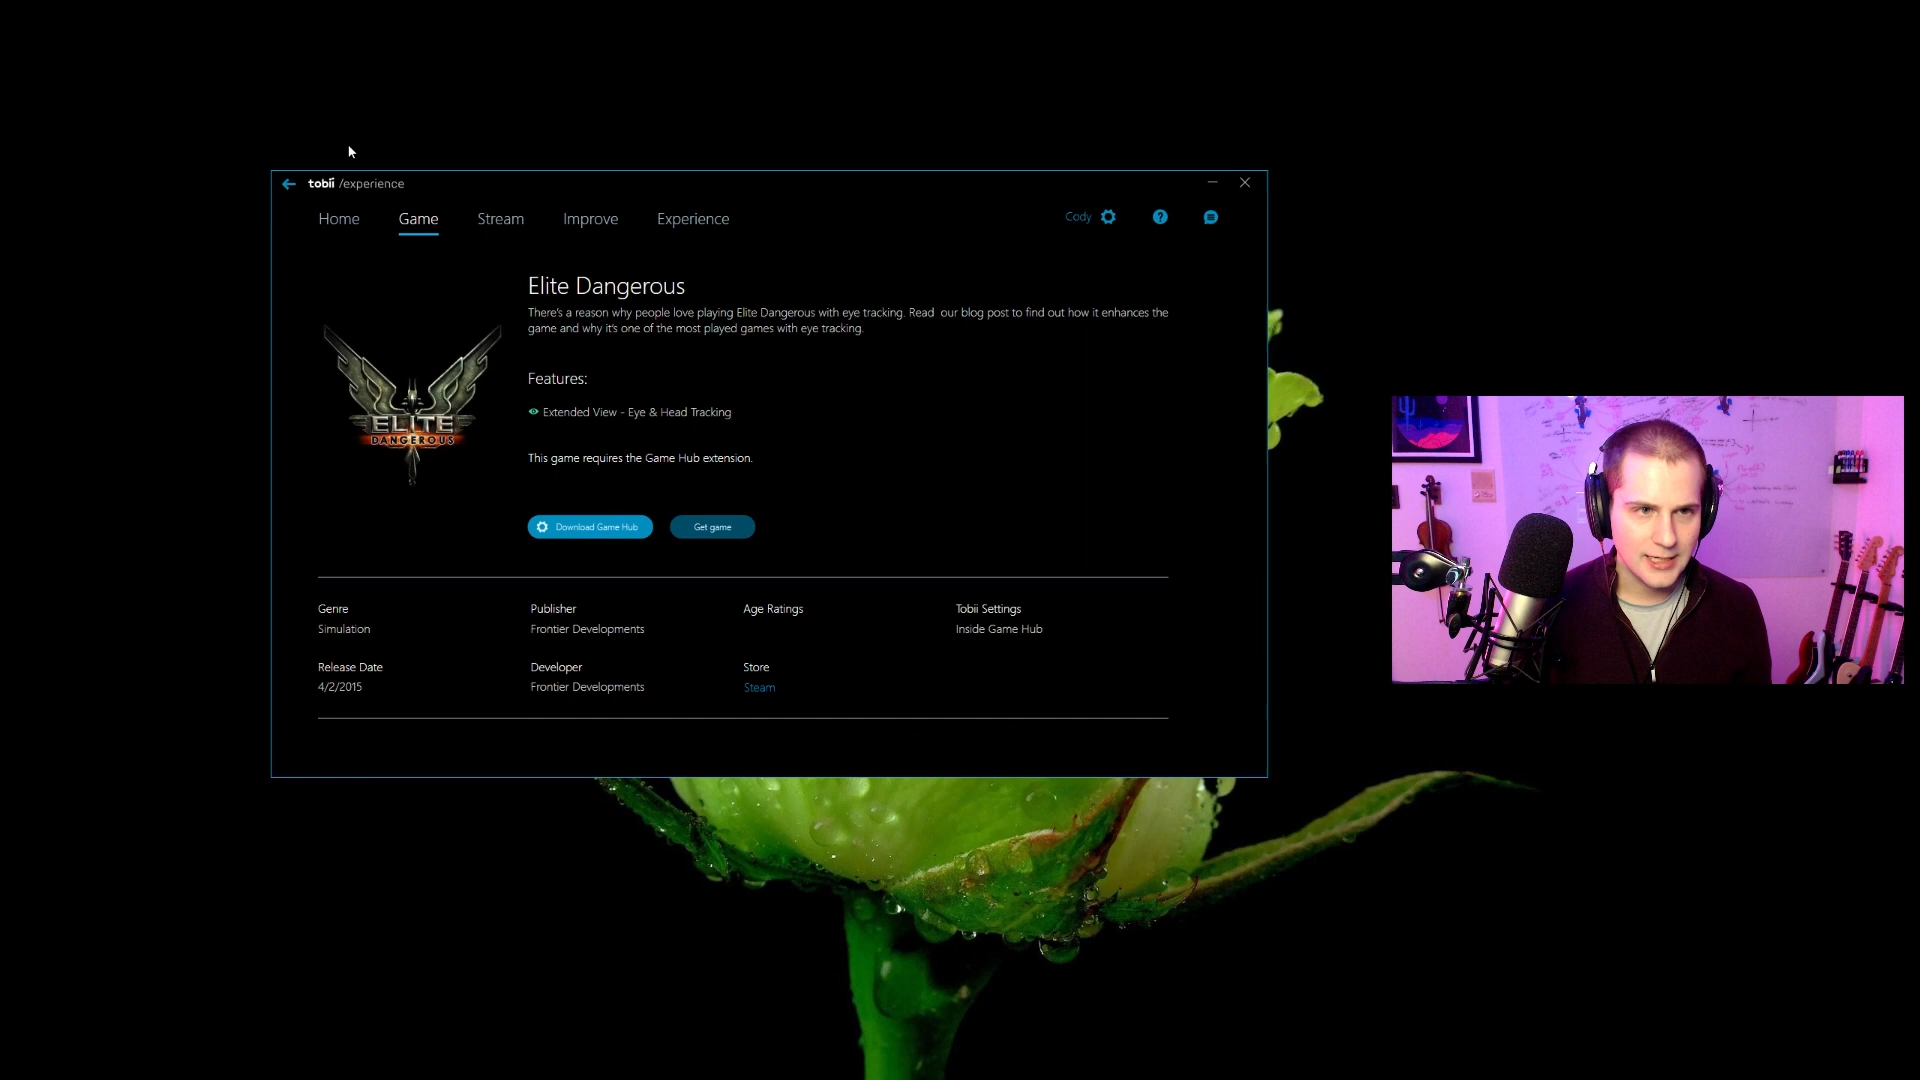 tobii /experience
Home Game Stream Improve Experience Cody
Elite Dangerous
There's a reason why people love playing Elite Dangerous with eye tracking. Read  our blog post to find out how it enhances the
game and why it's one of the most played games with eye tracking.
ELITE
DANGEROUS
Features:
Extended View - Eye & Head Tracking
This game requires the Game Hub extension.
Download Game Hub
Get game
Genre
Simulation
Publisher
Frontier Developments
Age Ratings
Tobii Settings
Inside Game Hub
Release Date
4/2/2015
Developer
Frontier Developments
Store
Steam